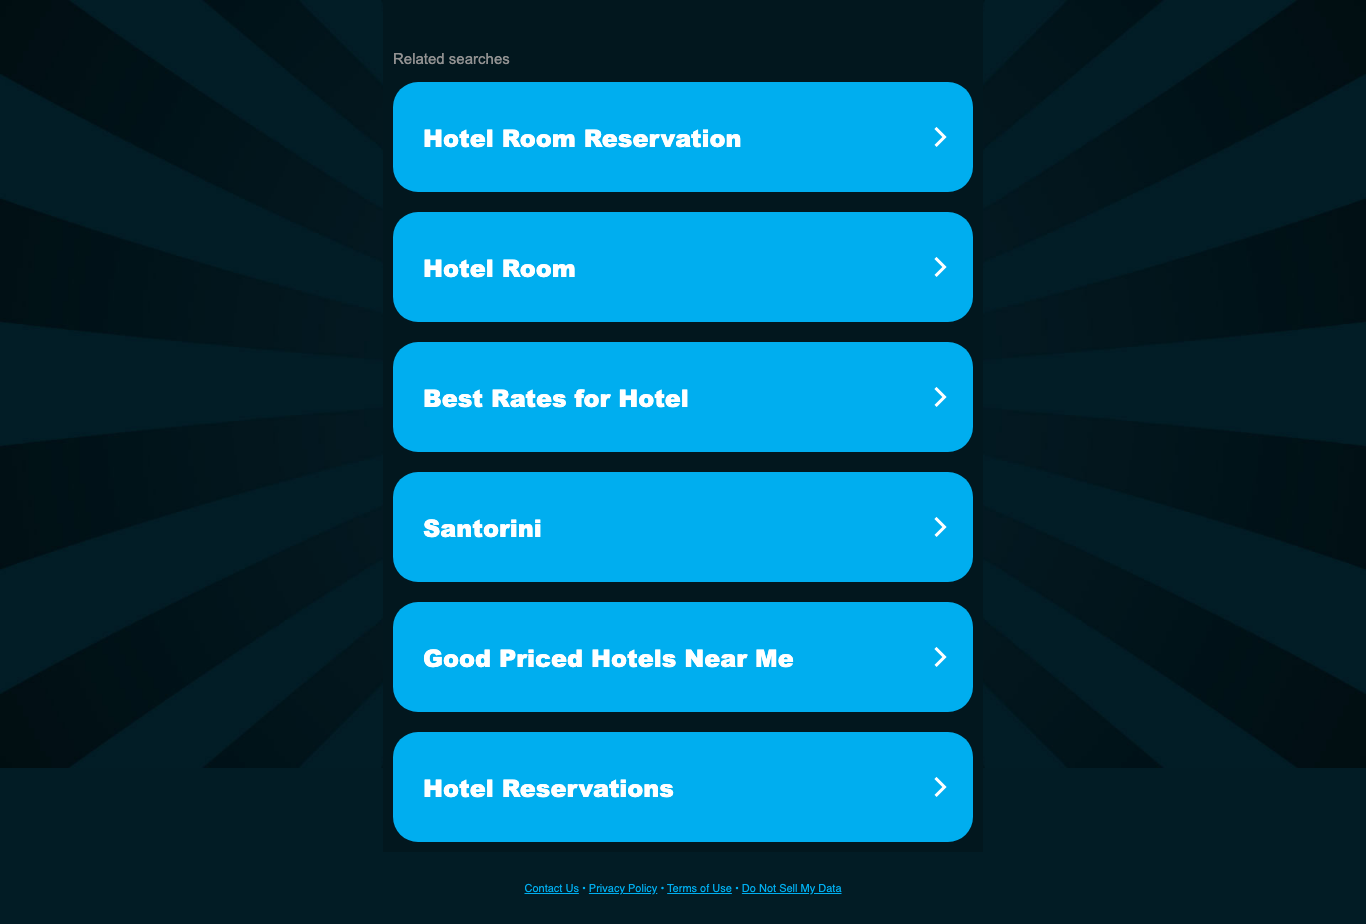 Related searches
Hotel Room Reservation
Hotel Room
Best Rates for Hotel
Santorini
Good Priced Hotels Near Me
Hotel Reservations
Contact Us • Privacy Policy • Terms of Use • Do Not Sell My Data